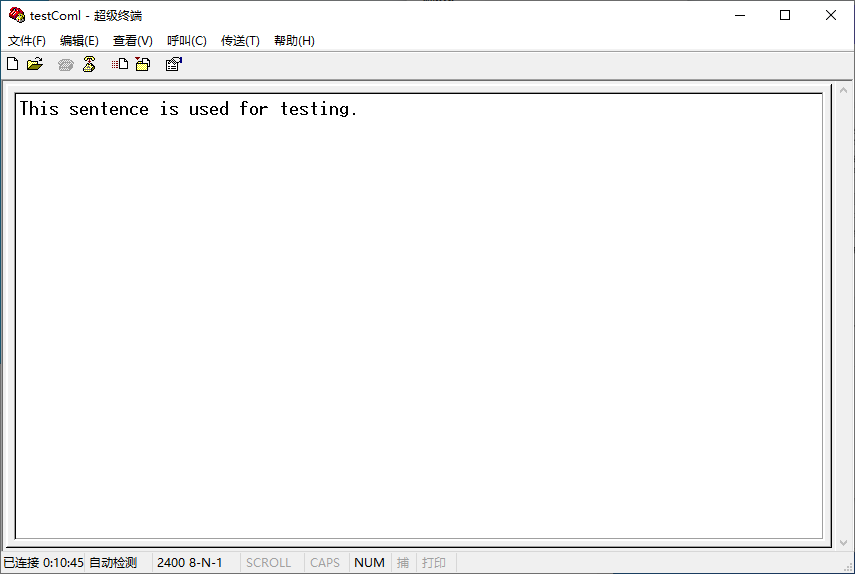 testComl - 超级终端
文件(F) 编辑(E) 查看(V) 呼叫(C) 传送(T) 帮助(H)
This sentence is used for testing.
已连接 0:10:45 自动检测 2400 8-N-1 SCROLL CAPS NUM 捕 打印